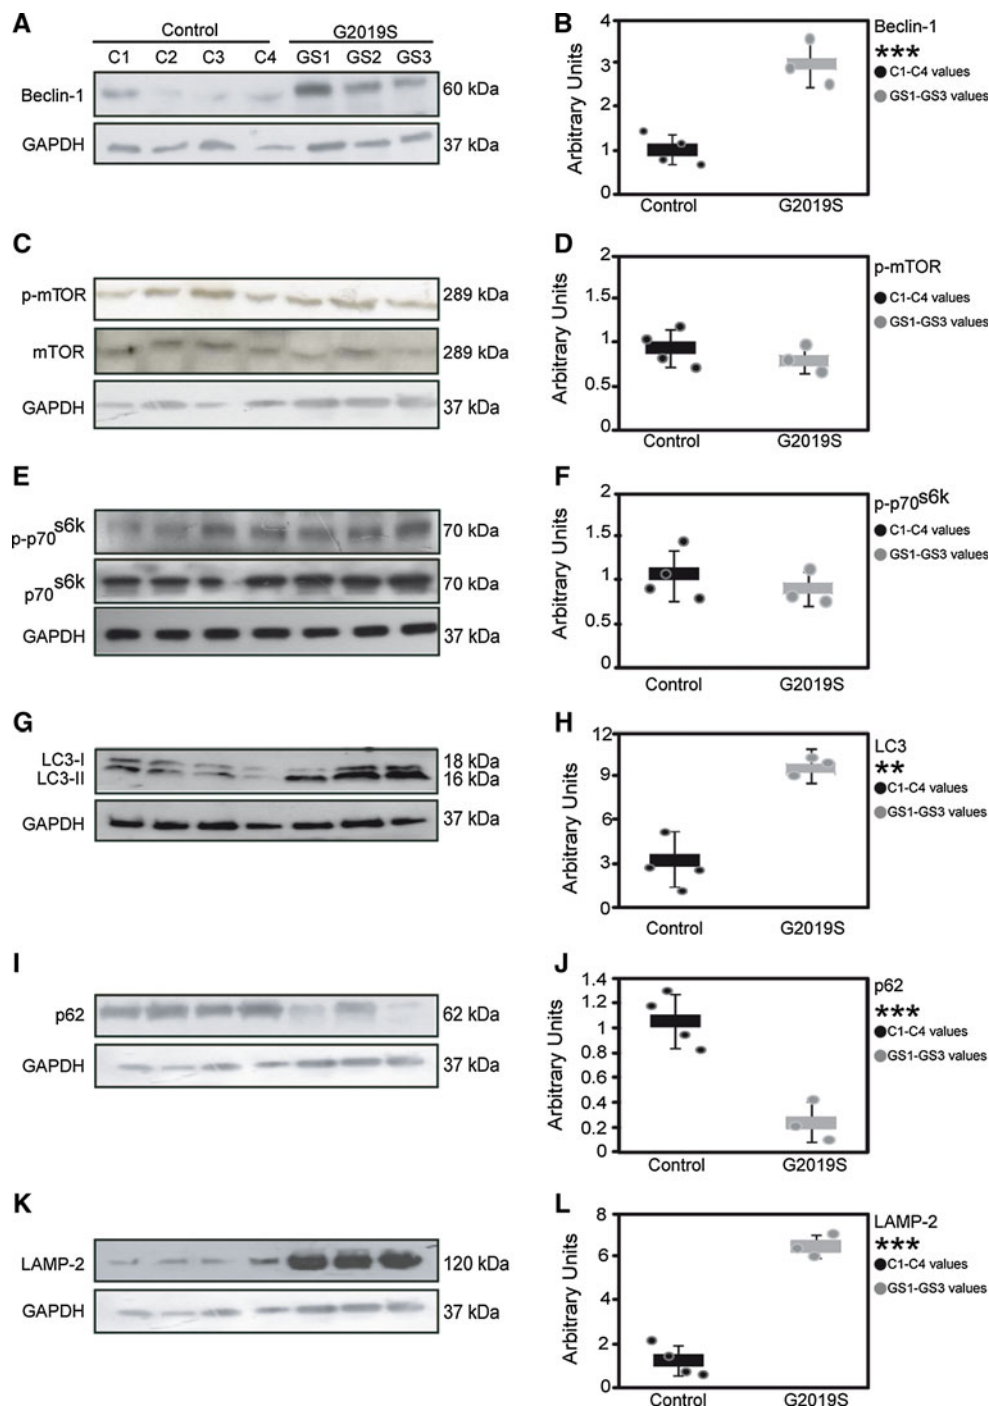 A
Control
G2019S
C1 C2 C3 C4 GS1 GS2 GS3
Beclin-1
60 kDa
GAPDH
37 kDa
B
Arbitrary Units
4
3
2
1
0
Control
G2019S
Beclin-1
***
C1-C4 values
GS1-GS3 values
C
p-mTOR
289 kDa
mTOR
289 kDa
GAPDH
37 kDa
D
Arbitrary Units
2
1.5
1
0.5
0
Control
G2019S
p-mTOR
C1-C4 values
GS1-GS3 values
E
p-p70s6k
70 kDa
p70s6k
70 kDa
GAPDH
37 kDa
F
Arbitrary Units
2
1.5
1
0.5
0
Control
G2019S
p-p70s6k
C1-C4 values
GS1-GS3 values
G
LC3-I
18 kDa
LC3-II
16 kDa
GAPDH
37 kDa
H
Arbitrary Units
12
9
6
3
0
Control
G2019S
LC3
**
C1-C4 values
GS1-GS3 values
I
p62
62 kDa
GAPDH
37 kDa
J
Arbitrary Units
1.4
1.2
1
0.8
0.6
0.4
0.2
0
Control
G2019S
p62
***
C1-C4 values
GS1-GS3 values
K
LAMP-2
120 kDa
GAPDH
37 kDa
L
Arbitrary Units
8
6
4
2
0
Control
G2019S
LAMP-2
***
C1-C4 values
GS1-GS3 values